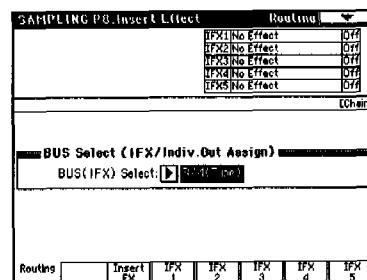 SAMPLING P8.Insert Effect Routing
IFX1 No Effect Off
IFX2 No Effect Off
IFX3 No Effect Off
IFX4 No Effect Off
IFX5 No Effect Off
[Chain
BUS Select (IFX/Indiv.Out Assign)
BUS(IFX) Select:
Routing Insert FX IFX 1 IFX 2 IFX 3 IFX 4 IFX 5